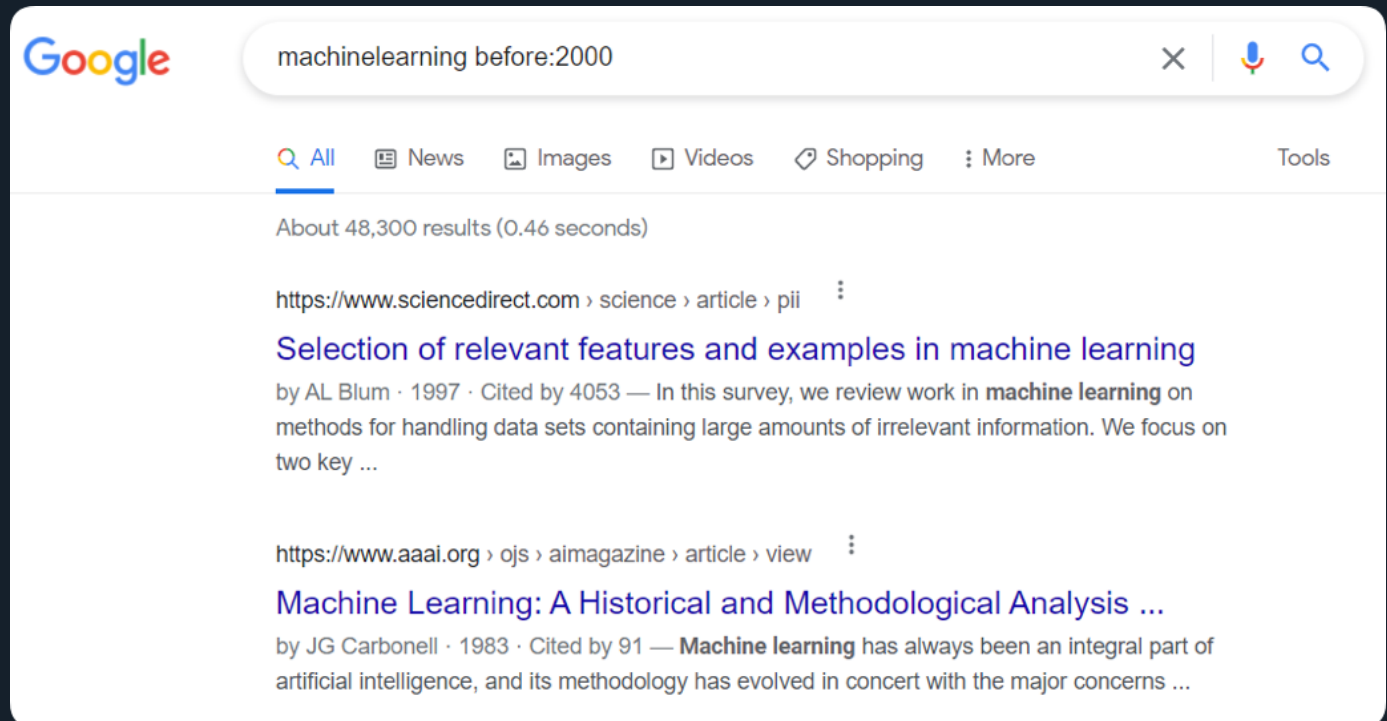 Google
machinelearning before:2000
All News Images Videos Shopping More Tools
About 48,300 results (0.46 seconds)
https://www.sciencedirect.com › science › article › pii
Selection of relevant features and examples in machine learning
by AL Blum · 1997 · Cited by 4053 — In this survey, we review work in machine learning on
methods for handling data sets containing large amounts of irrelevant information. We focus on
two key ...
https://www.aaai.org › ojs › aimagazine › article › view
Machine Learning: A Historical and Methodological Analysis ...
by JG Carbonell · 1983 · Cited by 91 — Machine learning has always been an integral part of
artificial intelligence, and its methodology has evolved in concert with the major concerns ...